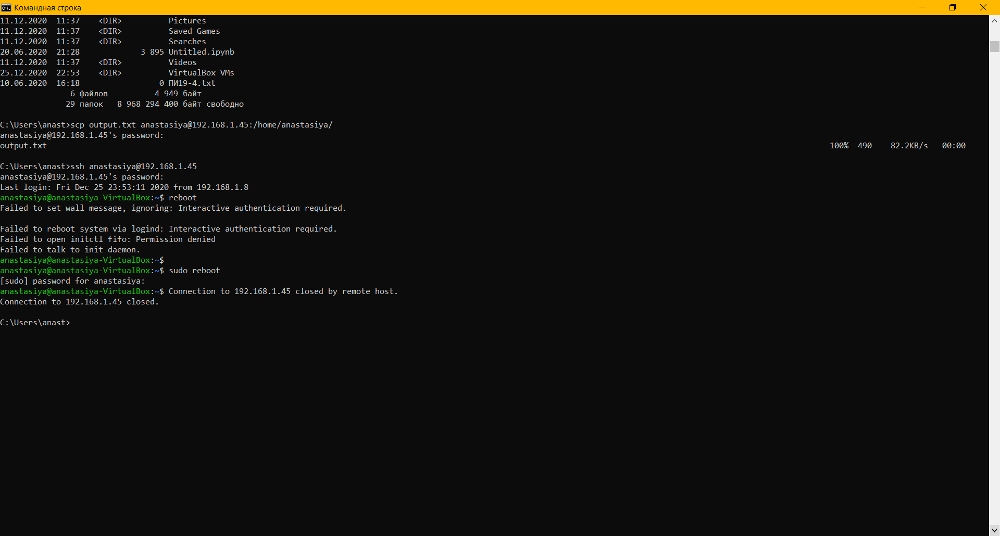 Командная строка
11.12.2020  11:37    <DIR>          Pictures
11.12.2020  11:37    <DIR>          Saved Games
11.12.2020  11:37    <DIR>          Searches
20.06.2020  21:28             3 895 Untitled.ipynb
11.12.2020  11:37    <DIR>          Videos
25.12.2020  22:53    <DIR>          VirtualBox VMs
10.06.2020  16:18                 0 ПИ19-4.txt
               6 файлов          4 949 байт
              29 папок   8 968 294 400 байт свободно
C:\Users\anast>scp output.txt anastasiya@192.168.1.45:/home/anastasiya/
anastasiya@192.168.1.45's password:
output.txt 100%  490    82.2KB/s   00:00
C:\Users\anast>ssh anastasiya@192.168.1.45
anastasiya@192.168.1.45's password:
Last login: Fri Dec 25 23:53:11 2020 from 192.168.1.8
anastasiya@anastasiya-VirtualBox:~$ reboot
Failed to set wall message, ignoring: Interactive authentication required.
Failed to reboot system via logind: Interactive authentication required.
Failed to open initctl fifo: Permission denied
Failed to talk to init daemon.
anastasiya@anastasiya-VirtualBox:~$
anastasiya@anastasiya-VirtualBox:~$ sudo reboot
[sudo] password for anastasiya:
anastasiya@anastasiya-VirtualBox:~$ Connection to 192.168.1.45 closed by remote host.
Connection to 192.168.1.45 closed.
C:\Users\anast>